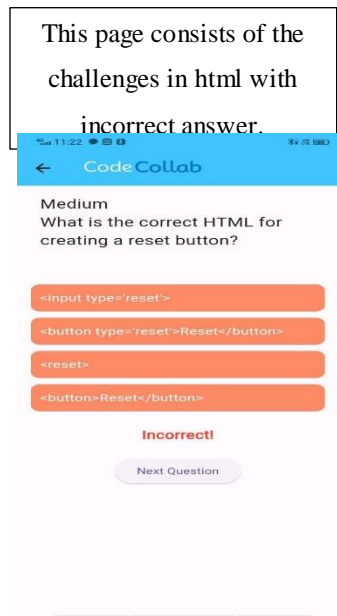 This page consists of the
challenges in html with
incorrect answer.
11:22
CodeCollab
Medium
What is the correct HTML for
creating a reset button?
<input type='reset'>
<button type='reset'>Reset</button>
<reset>
<button>Reset</button>
Incorrect!
Next Question